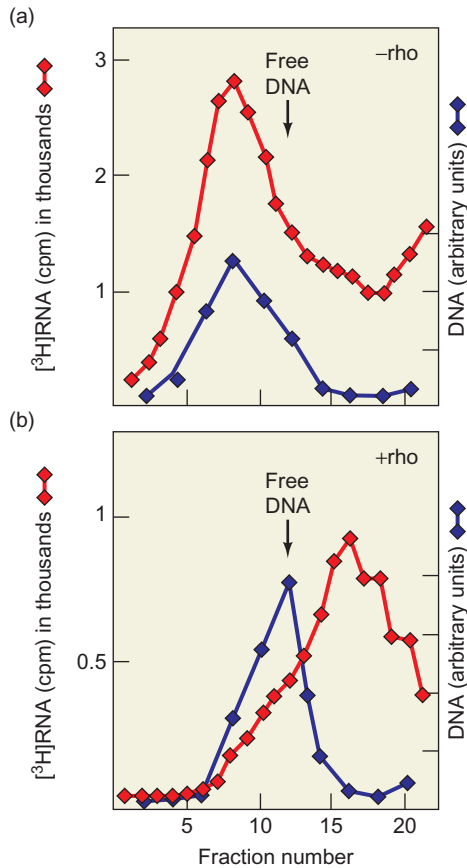 (a)
[³H]RNA (cpm) in thousands
3
2
1
Free
DNA
–rho
DNA (arbitrary units)
(b)
[³H]RNA (cpm) in thousands
1
0.5
Free
DNA
+rho
DNA (arbitrary units)
5 10 15 20
Fraction number